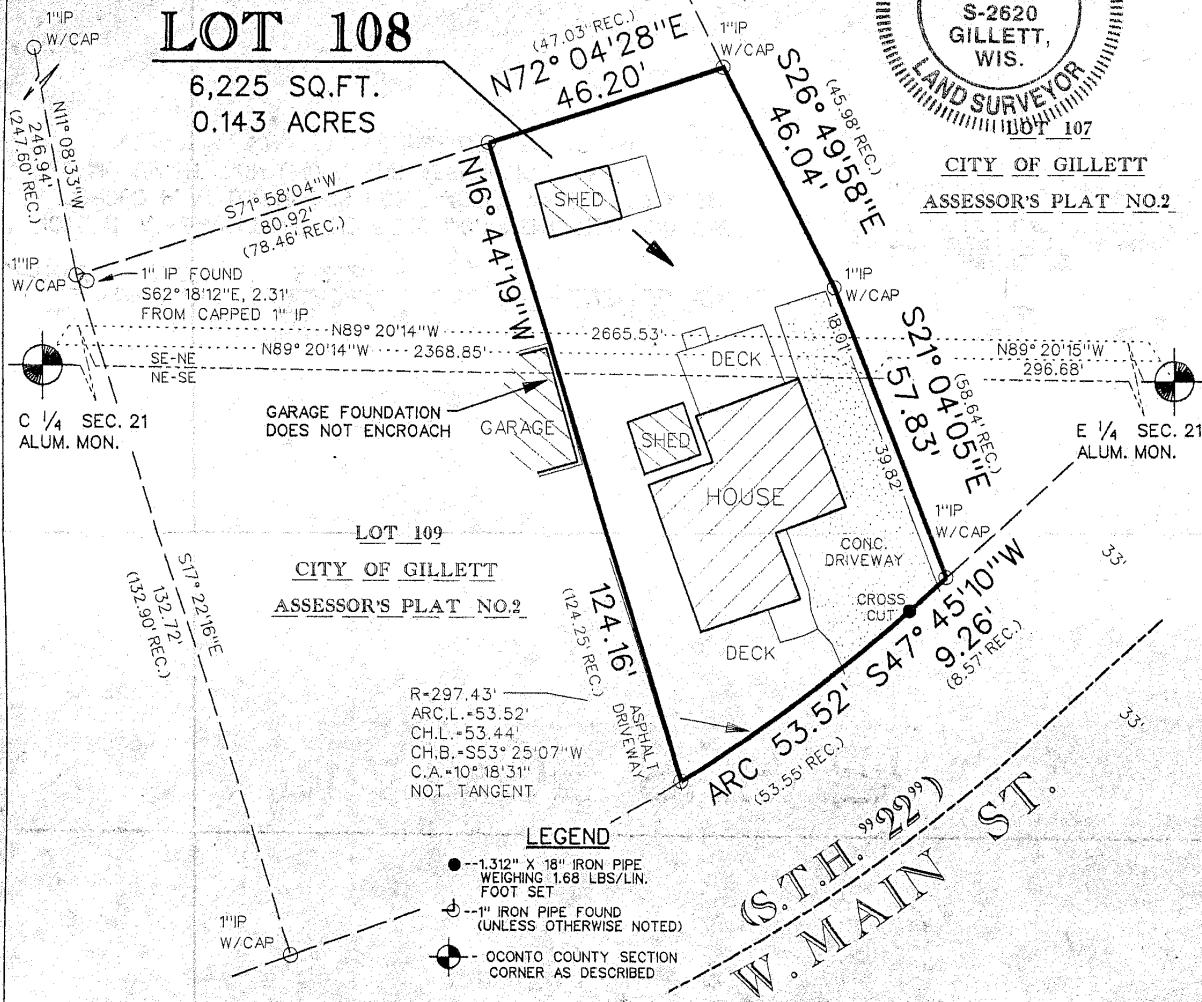 1"IP
W/CAP
LOT 108
6,225 SQ.FT.
0.143 ACRES
(47.03' REC.)
N72° 04'28"E
46.20'
1"IP
W/CAP
S-2620
GILLETT,
WIS.
LAND SURVEYOR
S26° 49'58"E
(45.98' REC.)
46.04'
LOT 107
CITY OF GILLETT
ASSESSOR'S PLAT NO.2
N11° 08'33"W
246.94'
(247.60' REC.)
S71° 58'04"W
80.92'
(78.46' REC.)
N16° 44'19"W
SHED
1"IP
W/CAP
1" IP FOUND
S62° 18'12"E, 2.31'
FROM CAPPED 1" IP
1"IP
W/CAP
N89° 20'14"W
2665.53'
N89° 20'14"W
2368.85'
SE-NE
NE-SE
18.01'
S21° 04'05"E
(58.64' REC.)
57.83'
N89° 20'15"W
296.68'
DECK
C 1/4 SEC. 21
ALUM. MON.
GARAGE FOUNDATION
DOES NOT ENCROACH
GARAGE
SHED
39.82'
E 1/4 SEC. 21
ALUM. MON.
HOUSE
1"IP
W/CAP
LOT 109
CITY OF GILLETT
ASSESSOR'S PLAT NO.2
CONC.
DRIVEWAY
33'
S17° 22'16"E
132.72'
(132.90' REC.)
124.16'
(124.25' REC.)
CROSS
CUT
S47° 45'10"W
9.26'
(8.57' REC.)
DECK
ASPHALT
DRIVEWAY
R=297.43'
ARC.L.=53.52'
CH.L.=53.44'
CH.B.=S53° 25'07"W
C.A.=10° 18'31"
NOT TANGENT
ARC 53.52'
(53.55' REC.)
33'
LEGEND
--1.312" X 18" IRON PIPE
WEIGHING 1.68 LBS/LIN.
FOOT SET
--1" IRON PIPE FOUND
(UNLESS OTHERWISE NOTED)
OCONTO COUNTY SECTION
CORNER AS DESCRIBED
(S.T.H. "22")
W. MAIN ST.
1"IP
W/CAP